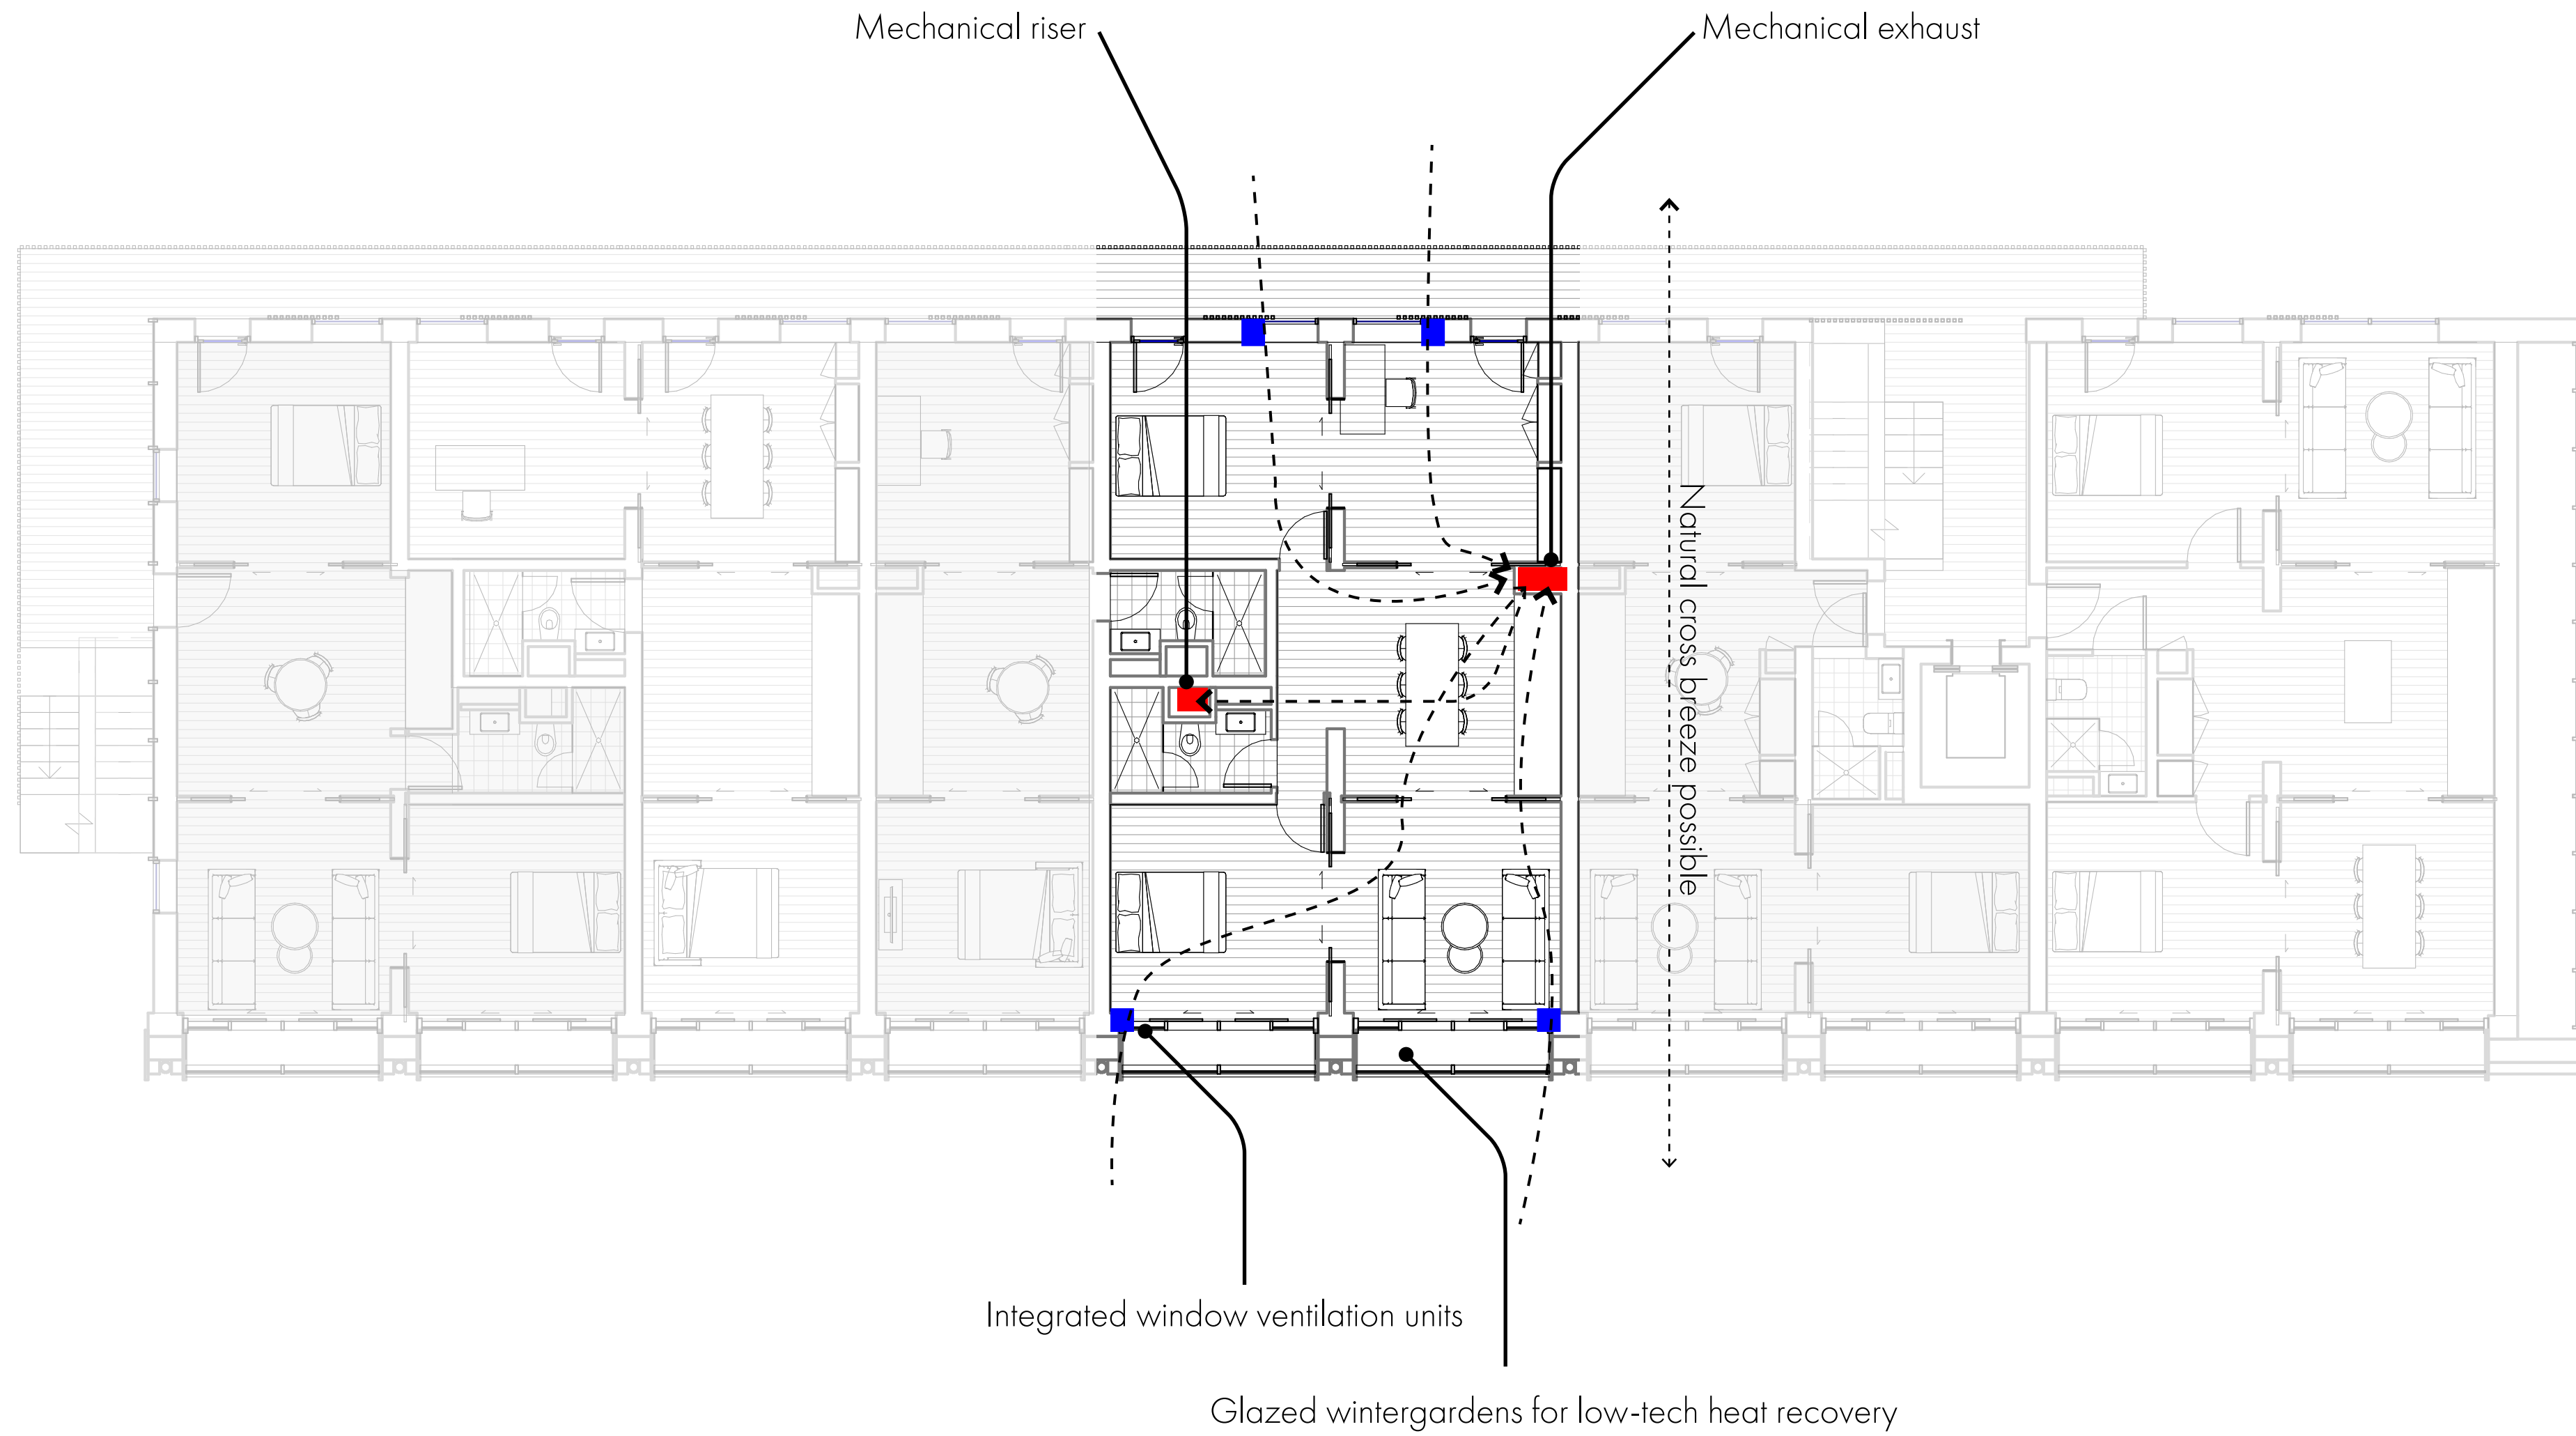 Mechanical riser
Mechanical exhaust
Natural cross breeze possible
Integrated window ventilation units
Glazed wintergardens for low-tech heat recovery